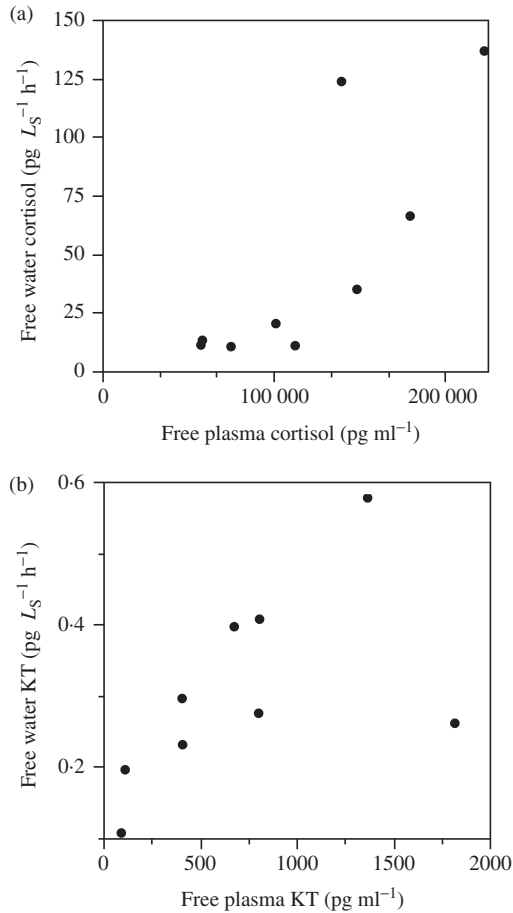 (a)
150
125
100
75
50
25
0
Free water cortisol (pg L_S⁻¹ h⁻¹)
0 100 000 200 000
Free plasma cortisol (pg ml⁻¹)
(b)
0·6
0·4
0·2
Free water KT (pg L_S⁻¹ h⁻¹)
0 500 1000 1500 2000
Free plasma KT (pg ml⁻¹)